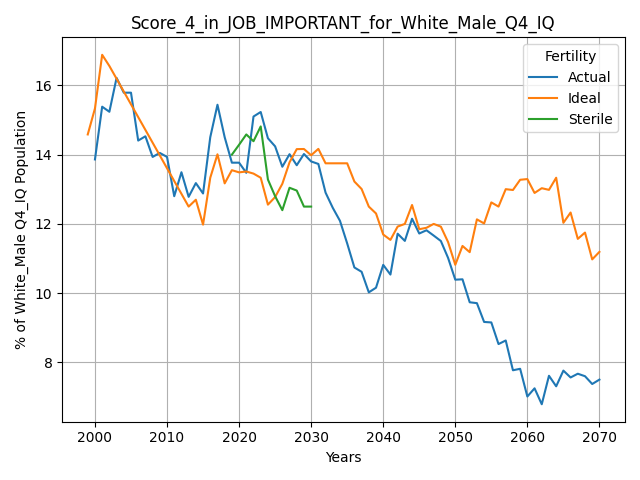 Score_4_in_JOB_IMPORTANT_for_White_Male_Q4_IQ
Fertility
Actual
Ideal
Sterile
% of White_Male Q4_IQ Population
16
14
12
10
8
2000 2010 2020 2030 2040 2050 2060 2070
Years